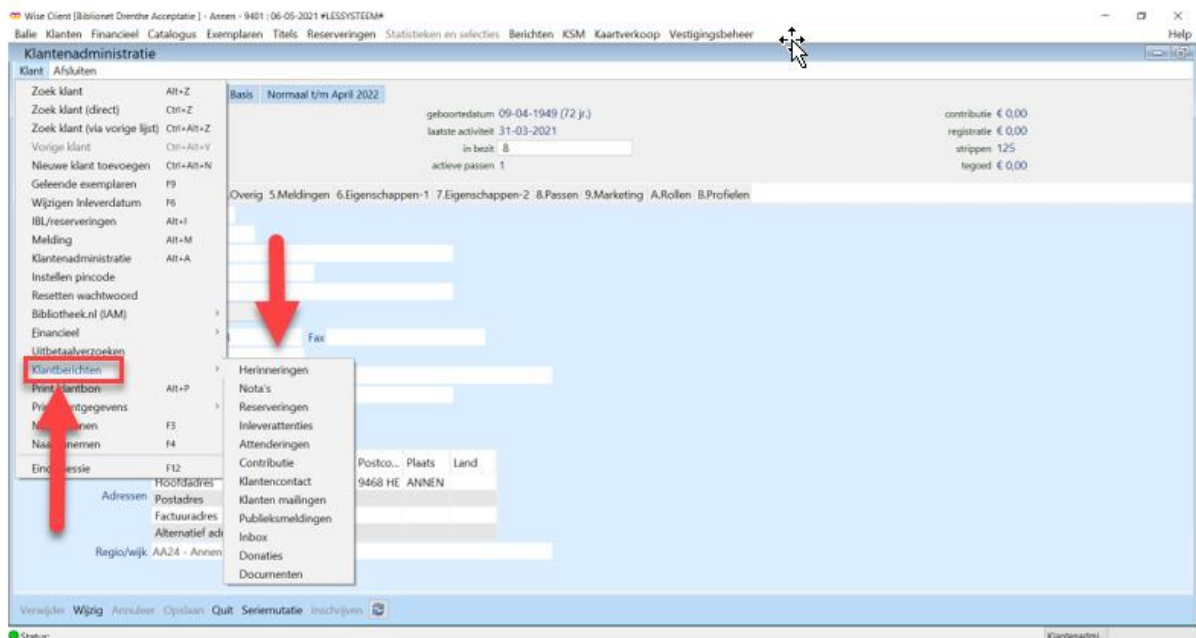 Wise Client [Biblionet Drenthe Acceptatie ] - Annen - 9401 : 06-05-2021 #LESSYSTEEM#
Balie Klanten Financieel Catalogus Exemplaren Titels Reserveringen Statistieken en selecties Berichten KSM Kaartverkoop Vestigingsbeheer Help
Klantenadministratie
Klant Afsluiten
Zoek klant Alt+Z
Zoek klant (direct) Ctrl+Z
Zoek klant (via vorige lijst) Ctrl+Alt+Z
Vorige klant Ctrl+Alt+V
Nieuwe klant toevoegen Ctrl+Alt+N
Geleende exemplaren F9
Wijzigen Inleverdatum F6
IBL/reserveringen Alt+I
Melding Alt+M
Klantenadministratie Alt+A
Instellen pincode
Resetten wachtwoord
Bibliotheek.nl (IAM)
Financieel
Uitbetaalverzoeken
Klantberichten
Print klantbon Alt+P
F3
F4
F12
Basis Normaal t/m April 2022
geboortedatum 09-04-1949 (72 jr.)
laatste activiteit 31-03-2021
in bezit 8
actieve passen 1
contributie € 0,00
registratie € 0,00
strippen 125
tegoed € 0,00
.Overig 5.Meldingen 6.Eigenschappen-1 7.Eigenschappen-2 8.Passen 9.Marketing A.Rollen B.Profielen
Fax
Herinneringen
Nota's
Reserveringen
Inleverattenties
Attenderingen
Contributie
Klantencontact
Klanten mailingen
Publieksmeldingen
Inbox
Donaties
Documenten
Postco... Plaats Land
Hoofdadres 9468 HE ANNEN
Adressen Postadres
Factuuradres
Alternatief adr
Regio/wijk AA24 - Annen
Verwijder Wijzig Annuleer Opslaan Quit Seriemutatie Inschrijven
Status: Klantenadmi...